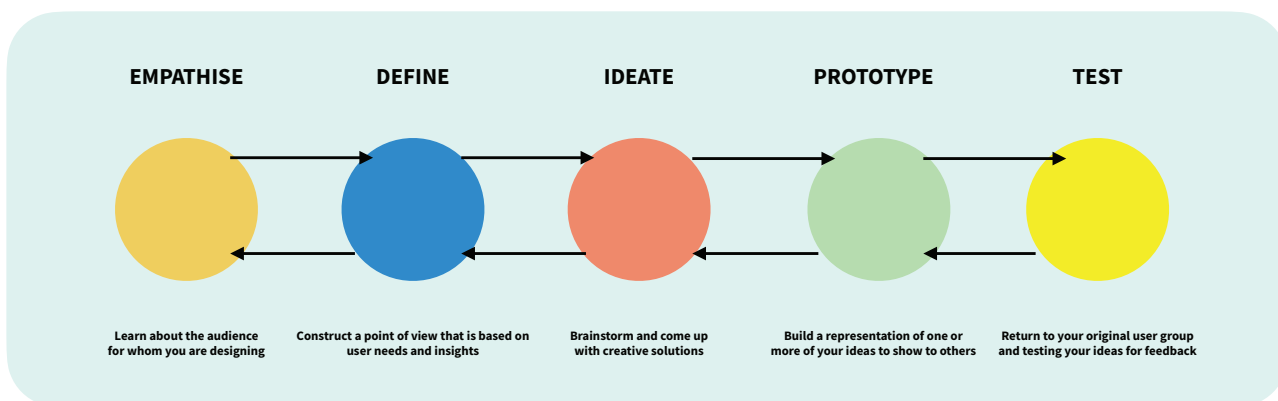 EMPATHISE
DEFINE
IDEATE
PROTOTYPE
TEST
Learn about the audience
for whom you are designing
Construct a point of view that is based on
user needs and insights
Brainstorm and come up
with creative solutions
Build a representation of one or
more of your ideas to show to others
Return to your original user group
and testing your ideas for feedback